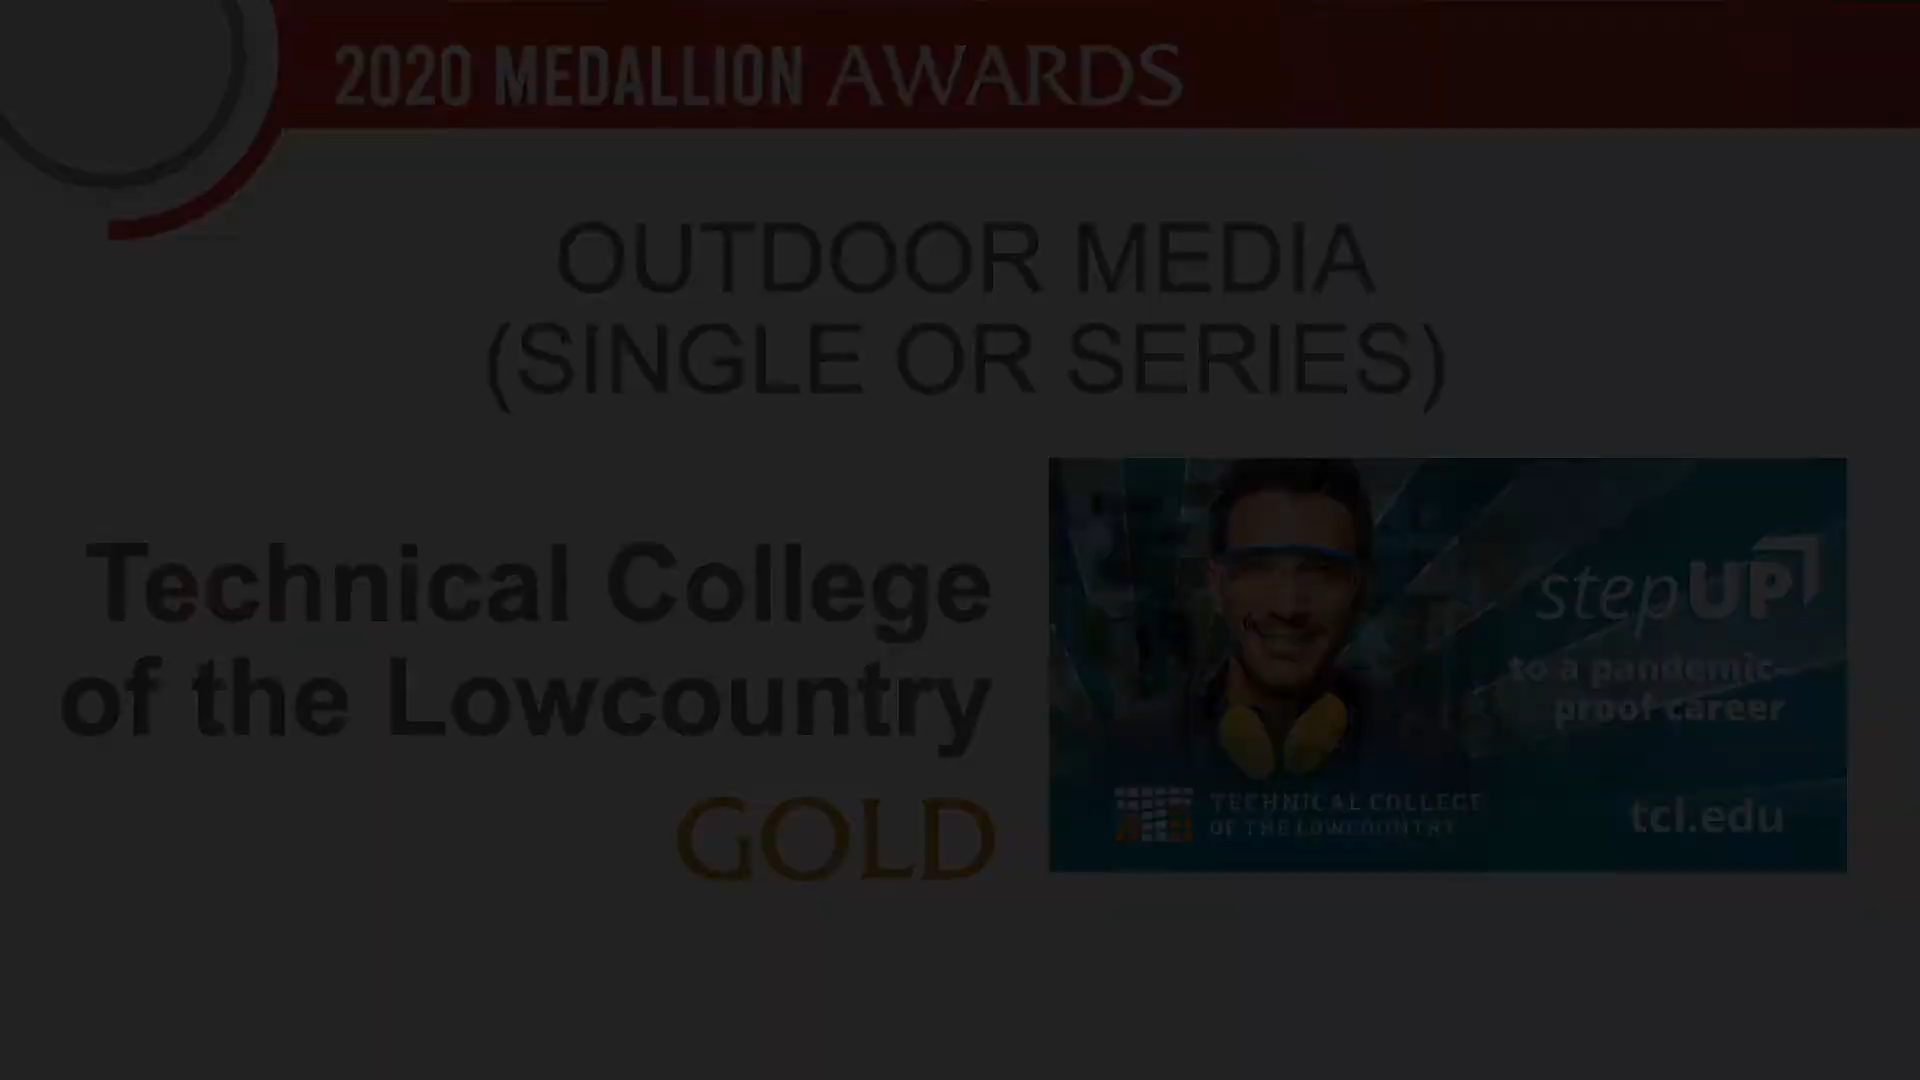 2020 MEDALLION AWARDS
OUTDOOR MEDIA
(SINGLE OR SERIES)
Technical College
of the Lowcountry
GOLD
stepUP
to a pandemic-
proof career
TECHNICAL COLLEGE
OF THE LOWCOUNTRY
tcl.edu